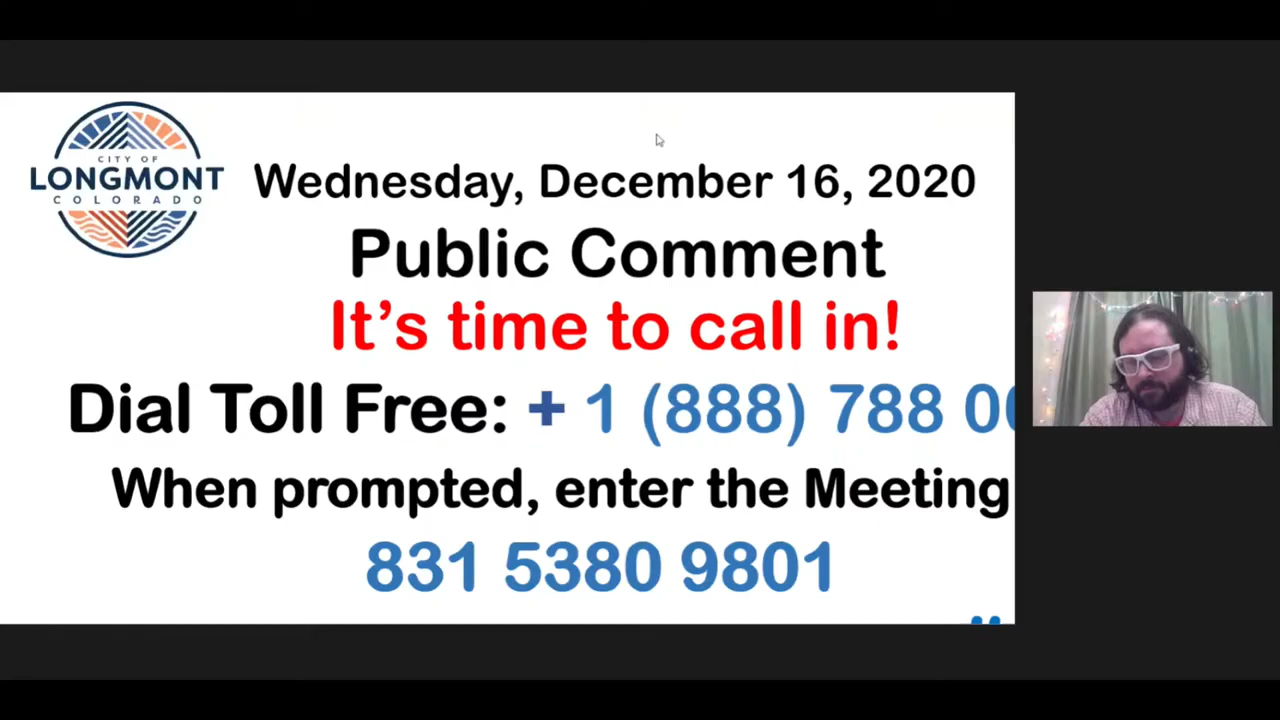 CITY OF
LONGMONT
COLORADO
Wednesday, December 16, 2020
Public Comment
It's time to call in!
Dial Toll Free: + 1 (888) 788 00
When prompted, enter the Meeting
831 5380 9801